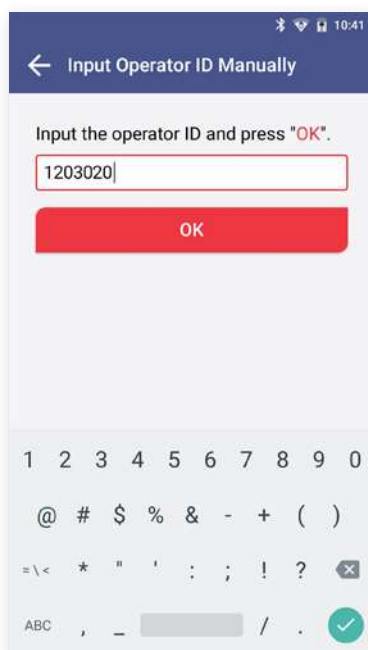 10:41
Input Operator ID Manually
Input the operator ID and press "OK".
1203020
OK
1 2 3 4 5 6 7 8 9 0
@ # $ % & - + ( )
= \ < * " ' : ; ! ?
ABC , _ / .